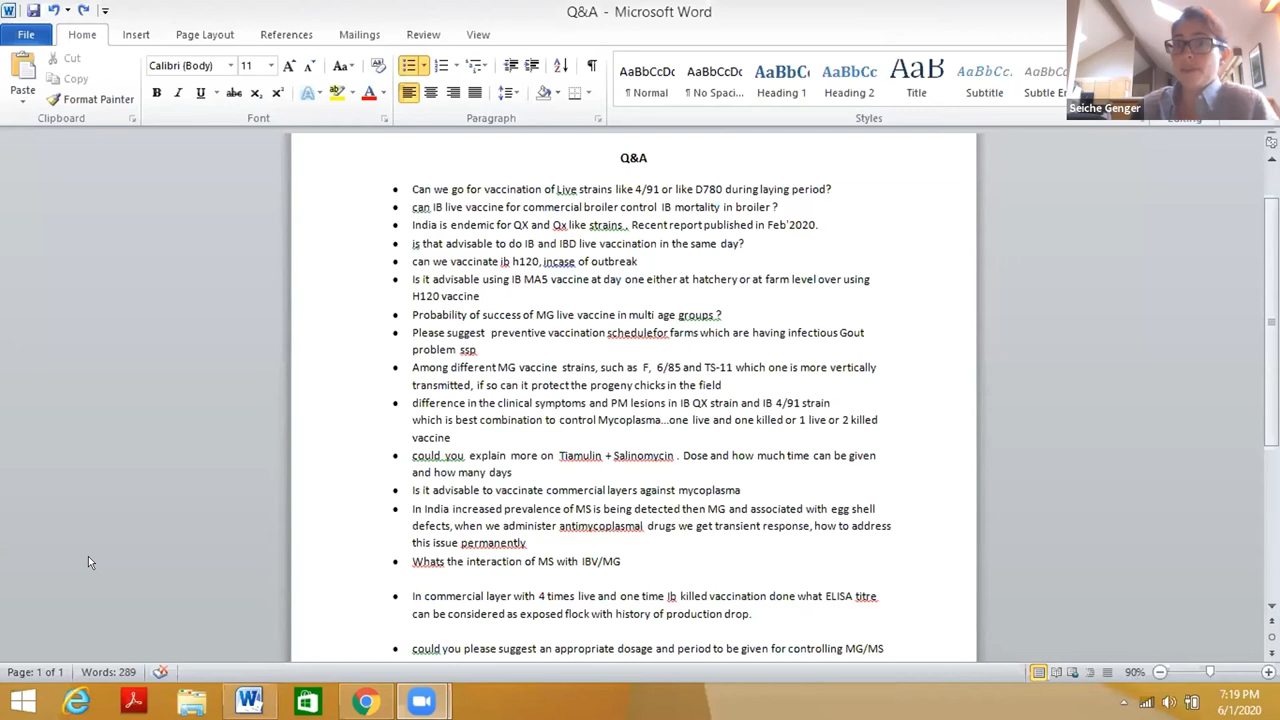 Q&A - Microsoft Word
File
Home
Insert
Page Layout
References
Mailings
Review
View
Paste
Cut
Copy
Format Painter
Clipboard
Calibri (Body)
11
Font
Paragraph
AaBbCcDc
¶ Normal
AaBbCcDc
¶ No Spaci...
AaBbC
Heading 1
AaBbCc
Heading 2
AaB
Title
AaBbCc
Subtitle
Subtle
Styles
Seiche Genger
Q&A
• Can we go for vaccination of Live strains like 4/91 or like D780 during laying period?
• can IB live vaccine for commercial broiler control IB mortality in broiler ?
• India is endemic for QX and Qx like strains . Recent report published in Feb'2020.
• is that advisable to do IB and IBD live vaccination in the same day?
• can we vaccinate ib h120, incase of outbreak
• Is it advisable using IB MA5 vaccine at day one either at hatchery or at farm level over using
H120 vaccine
• Probability of success of MG live vaccine in multi age groups ?
• Please suggest preventive vaccination schedulefor farms which are having infectious Gout
problem ssp
• Among different MG vaccine strains, such as F, 6/85 and TS-11 which one is more vertically
transmitted, if so can it protect the progeny chicks in the field
• difference in the clinical symptoms and PM lesions in IB QX strain and IB 4/91 strain
which is best combination to control Mycoplasma...one live and one killed or 1 live or 2 killed
vaccine
• could you explain more on Tiamulin + Salinomycin . Dose and how much time can be given
and how many days
• Is it advisable to vaccinate commercial layers against mycoplasma
• In India increased prevalence of MS is being detected then MG and associated with egg shell
defects, when we administer antimycoplasmal drugs we get transient response, how to address
this issue permanently
• Whats the interaction of MS with IBV/MG
• In commercial layer with 4 times live and one time Ib killed vaccination done what ELISA titre
can be considered as exposed flock with history of production drop.
• could you please suggest an appropriate dosage and period to be given for controlling MG/MS
Page: 1 of 1
Words: 289
90%
7:19 PM
6/1/2020